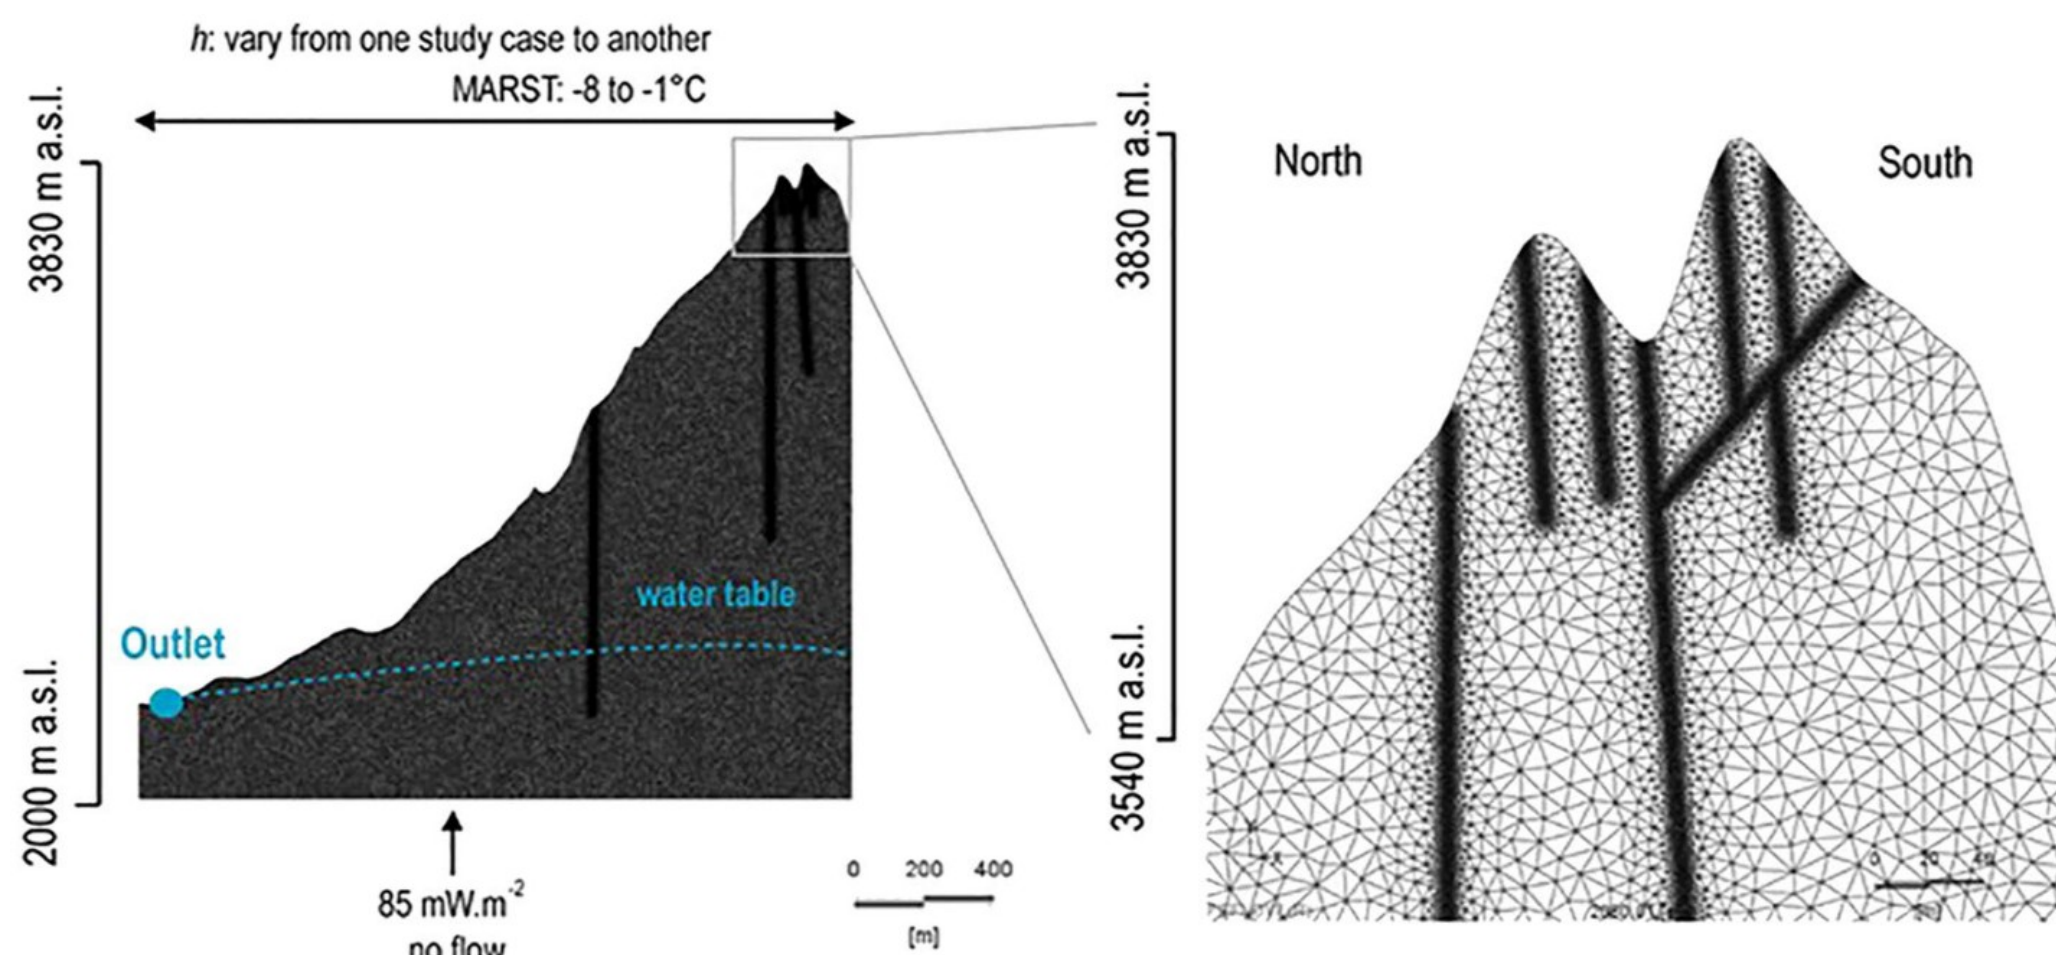 h: vary from one study case to another
MARST: -8 to -1°C
3830 m a.s.l.
2000 m a.s.l.
Outlet
water table
85 mW.m-2
no flow
0 200 400
[m]
3830 m a.s.l.
3540 m a.s.l.
North
South